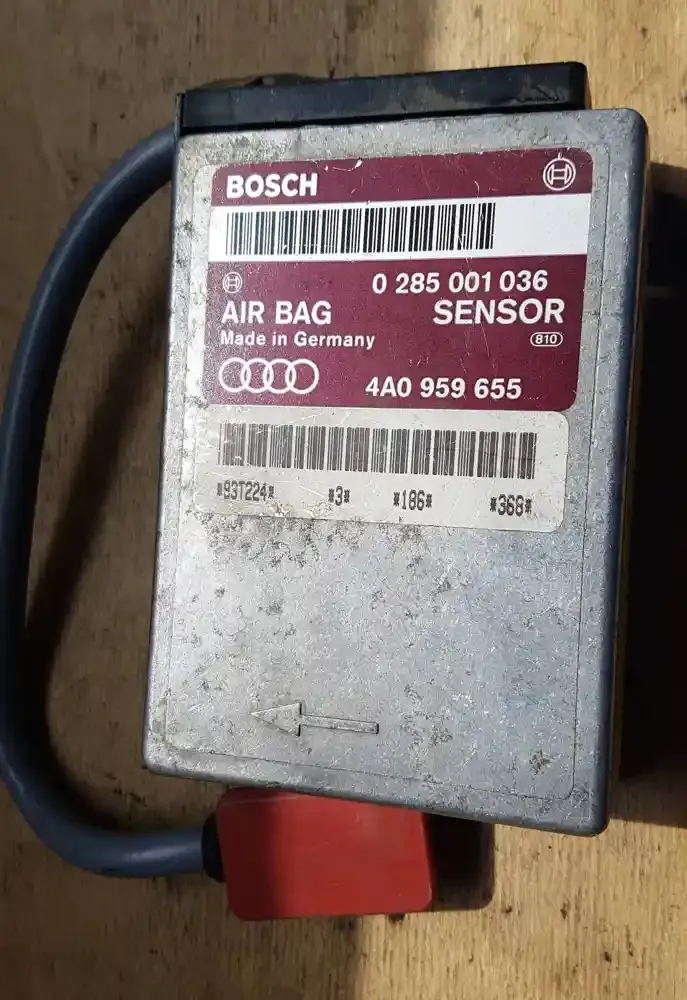 BOSCH
0 285 001 036
AIR BAG SENSOR
Made in Germany
810
4A0 959 655
*93T224* *3* *186* *368*